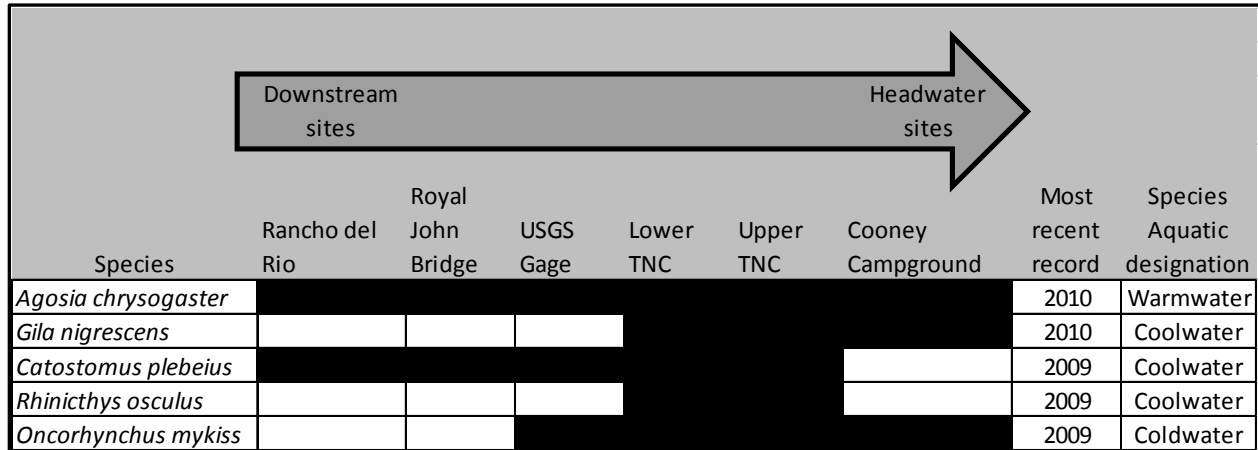 Downstream sites
Headwater sites
Species
Rancho del Rio
Royal John Bridge
USGS Gage
Lower TNC
Upper TNC
Cooney Campground
Most recent record
Species Aquatic designation
Agosia chrysogaster 2010 Warmwater
Gila nigrescens 2010 Coolwater
Catostomus plebeius 2009 Coolwater
Rhinicthys osculus 2009 Coolwater
Oncorhynchus mykiss 2009 Coldwater